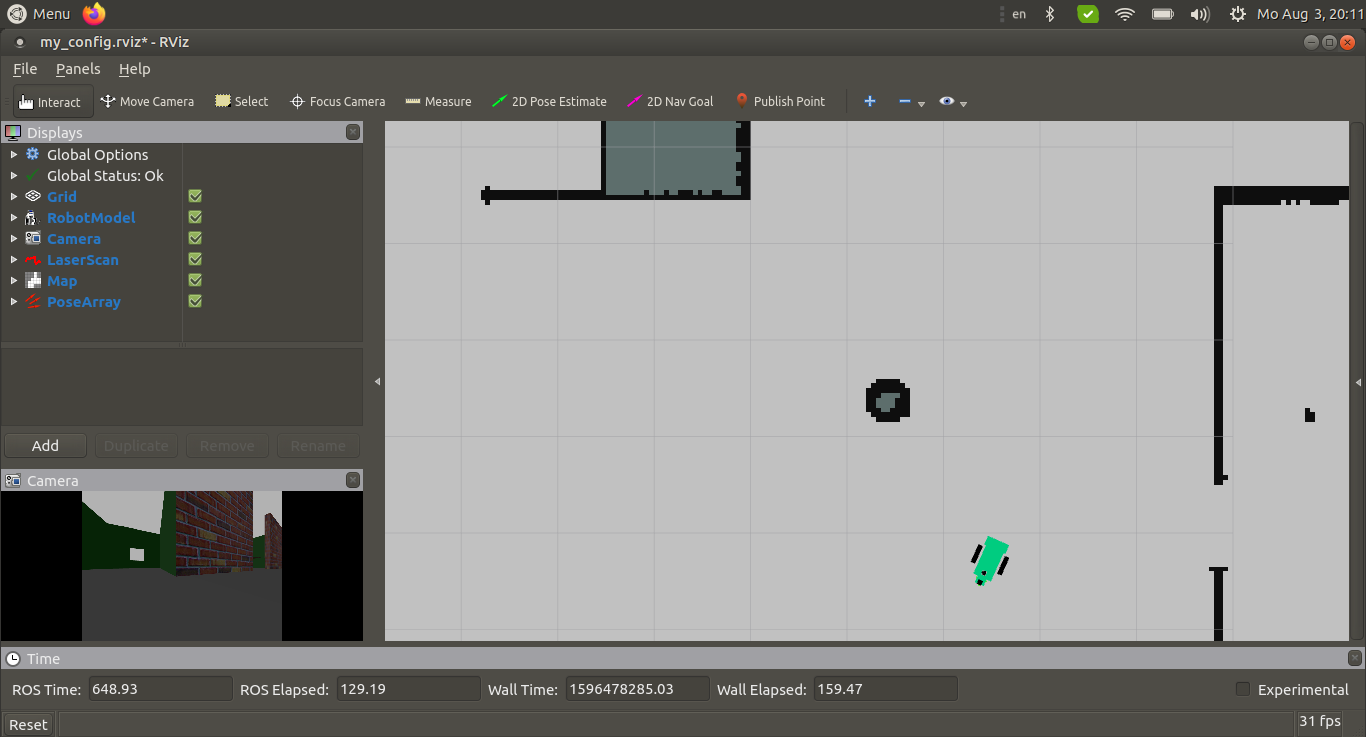 Menu en Mo Aug 3, 20:11
my_config.rviz* - RViz
File Panels Help
Interact Move Camera Select Focus Camera Measure 2D Pose Estimate 2D Nav Goal Publish Point
Displays
Global Options
Global Status: Ok
Grid
RobotModel
Camera
LaserScan
Map
PoseArray
Add Duplicate Remove Rename
Camera
Time
ROS Time: 648.93 ROS Elapsed: 129.19 Wall Time: 1596478285.03 Wall Elapsed: 159.47 Experimental
Reset 31 fps